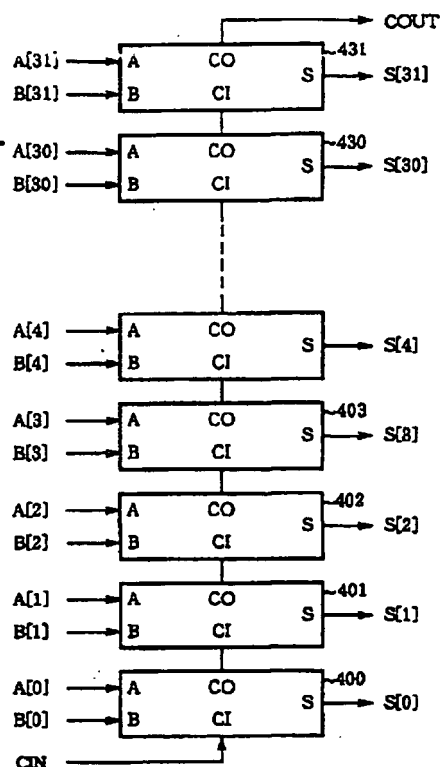 COUT
431
A[31] A CO S S[31]
B[31] B CI
430
A[30] A CO S S[30]
B[30] B CI
A[4] A CO S S[4]
B[4] B CI
403
A[3] A CO S S[3]
B[3] B CI
402
A[2] A CO S S[2]
B[2] B CI
401
A[1] A CO S S[1]
B[1] B CI
400
A[0] A CO S S[0]
B[0] B CI
CIN